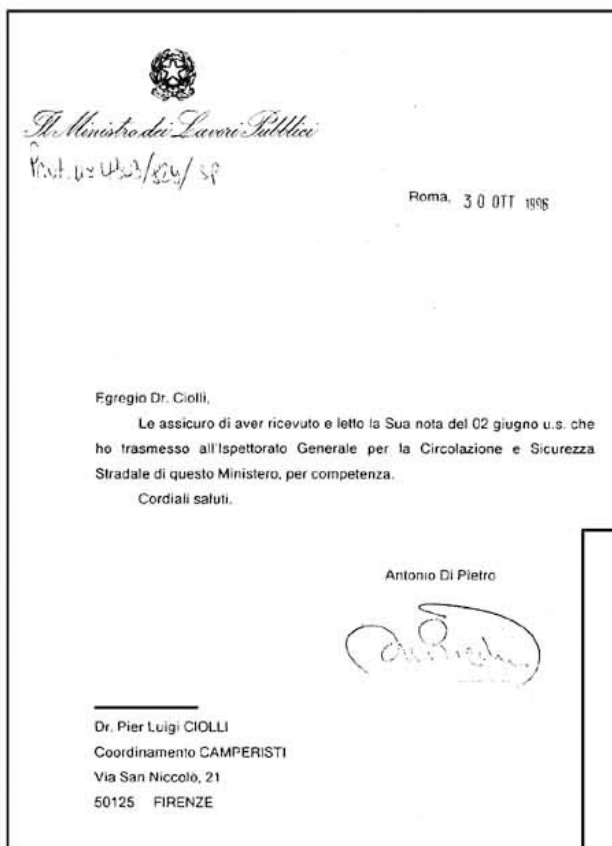 Il Ministro dei Lavori Pubblici
Prot. n° /824/ SP
Roma, 30 OTT 1996
Egregio Dr. Ciolli,
Le assicuro di aver ricevuto e letto la Sua nota del 02 giugno u.s. che
ho trasmesso all'Ispettorato Generale per la Circolazione e Sicurezza
Stradale di questo Ministero, per competenza.
Cordiali saluti.
Antonio Di Pietro
Dr. Pier Luigi CIOLLI
Coordinamento CAMPERISTI
Via San Niccolò, 21
50125 FIRENZE